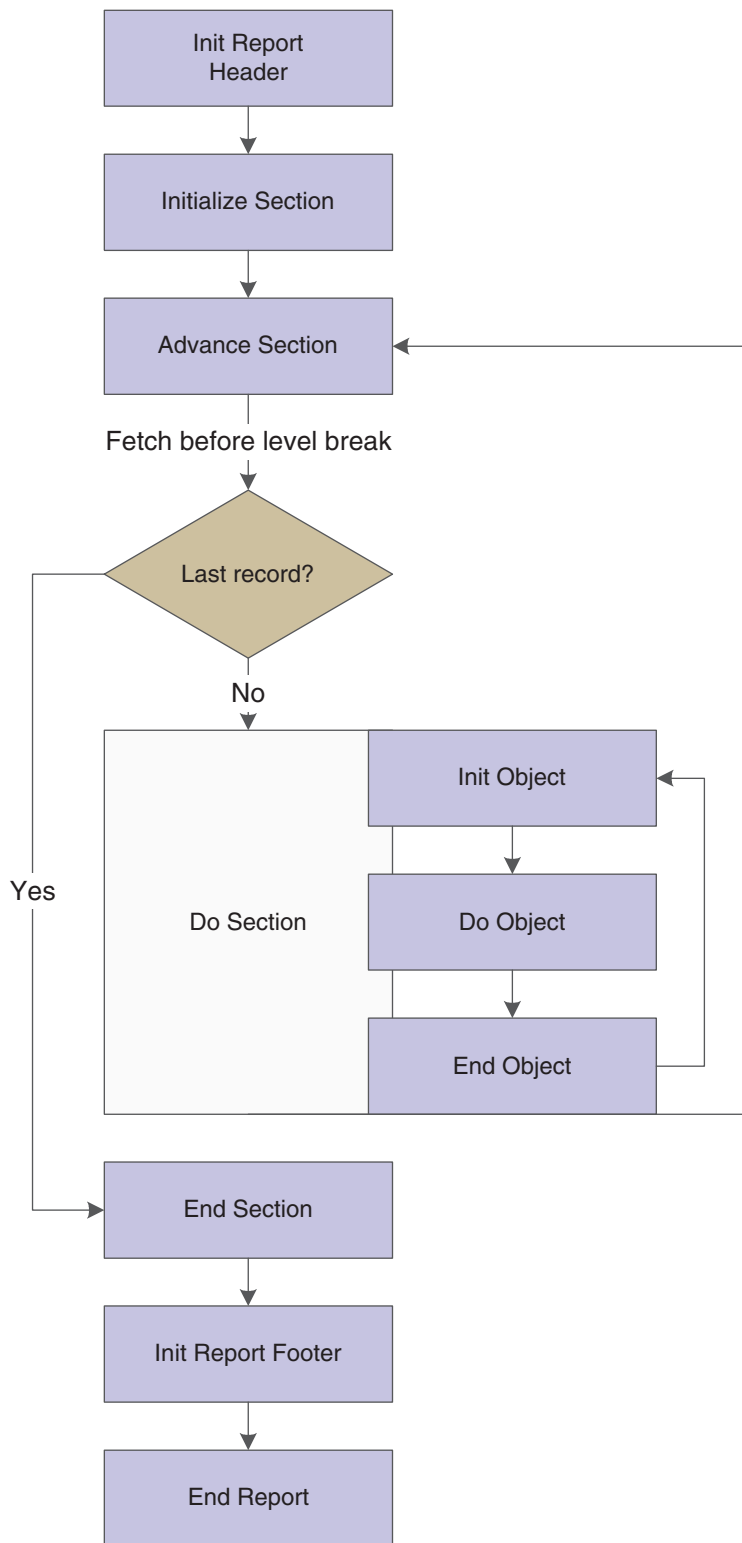 Init Report
Header
Initialize Section
Advance Section
Fetch before level break
Last record?
No
Yes
Do Section
Init Object
Do Object
End Object
End Section
Init Report Footer
End Report